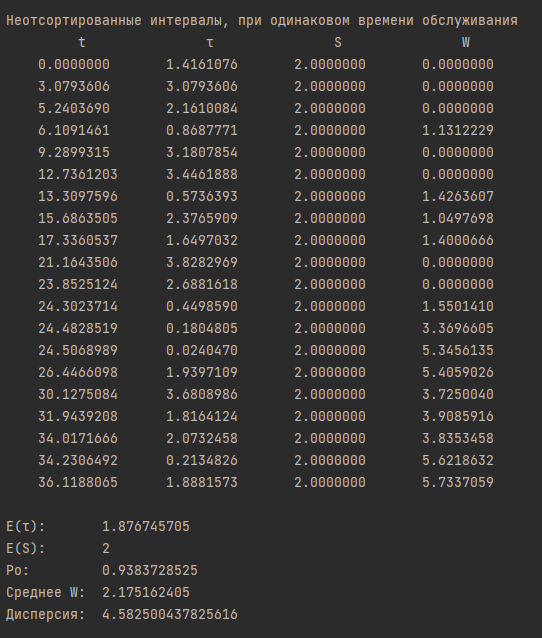 Неотсортированные интервалы, при одинаковом времени обслуживания
t τ S W
0.0000000 1.4161076 2.0000000 0.0000000
3.0793606 3.0793606 2.0000000 0.0000000
5.2403690 2.1610084 2.0000000 0.0000000
6.1091461 0.8687771 2.0000000 1.1312229
9.2899315 3.1807854 2.0000000 0.0000000
12.7361203 3.4461888 2.0000000 0.0000000
13.3097596 0.5736393 2.0000000 1.4263607
15.6863505 2.3765909 2.0000000 1.0497698
17.3360537 1.6497032 2.0000000 1.4000666
21.1643506 3.8282969 2.0000000 0.0000000
23.8525124 2.6881618 2.0000000 0.0000000
24.3023714 0.4498590 2.0000000 1.5501410
24.4828519 0.1804805 2.0000000 3.3696605
24.5068989 0.0240470 2.0000000 5.3456135
26.4466098 1.9397109 2.0000000 5.4059026
30.1275084 3.6808986 2.0000000 3.7250040
31.9439208 1.8164124 2.0000000 3.9085916
34.0171666 2.0732458 2.0000000 3.8353458
34.2306492 0.2134826 2.0000000 5.6218632
36.1188065 1.8881573 2.0000000 5.7337059
E(τ): 1.876745705
E(S): 2
Ро: 0.9383728525
Среднее W: 2.175162405
Дисперсия: 4.582500437825616